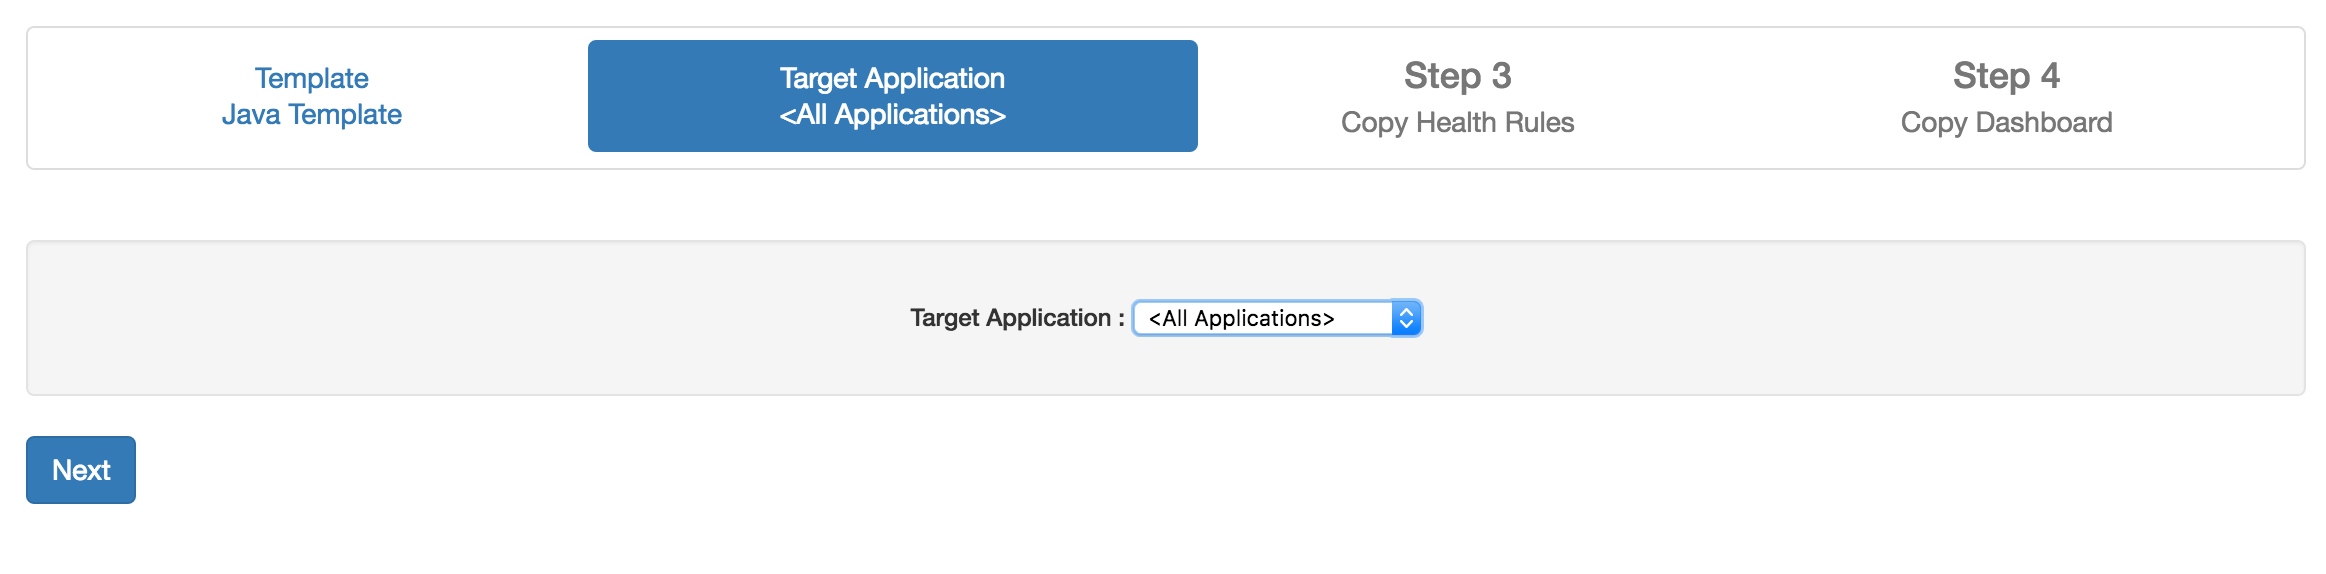 Template
Java Template
Target Application
<All Applications>
Step 3
Copy Health Rules
Step 4
Copy Dashboard
Target Application : <All Applications>
Next